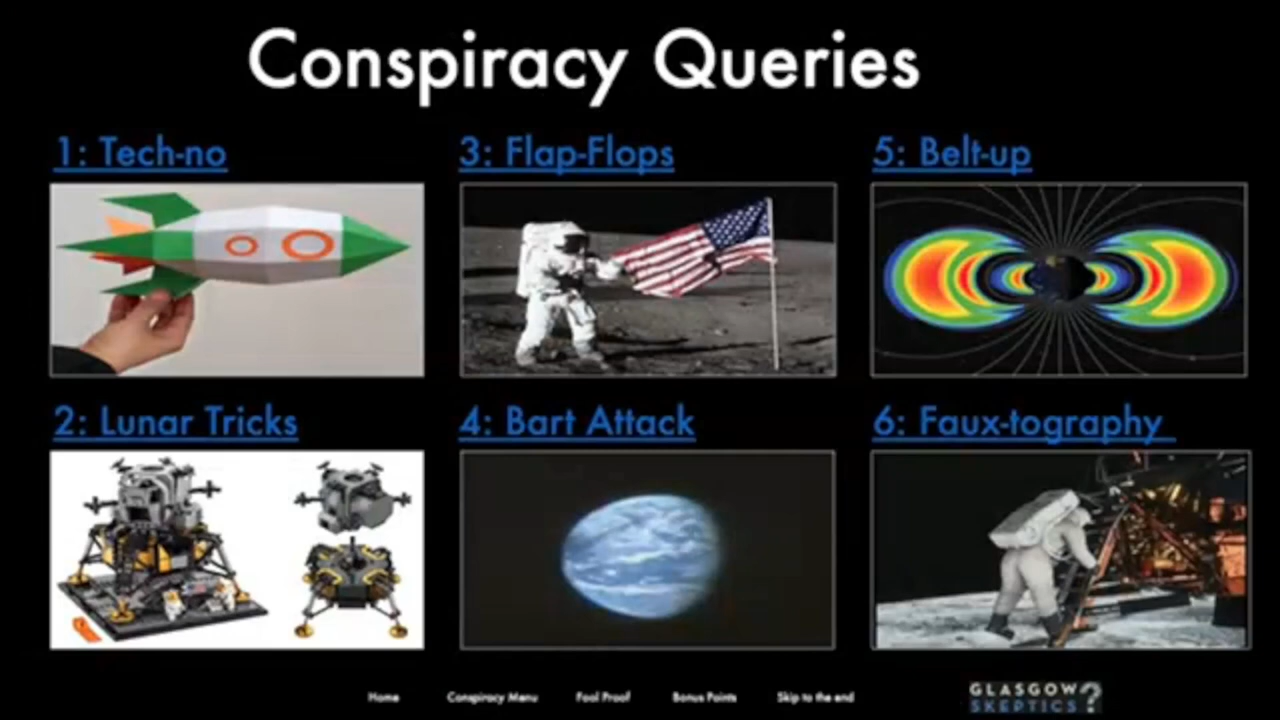 Conspiracy Queries
1: Tech-no
3: Flap-Flops
5: Belt-up
2: Lunar Tricks
4: Bart Attack
6: Faux-tography
Home
Conspiracy Menu
Fool Proof
Bonus Points
Skip to the end
GLASGOW
SKEPTICS ?